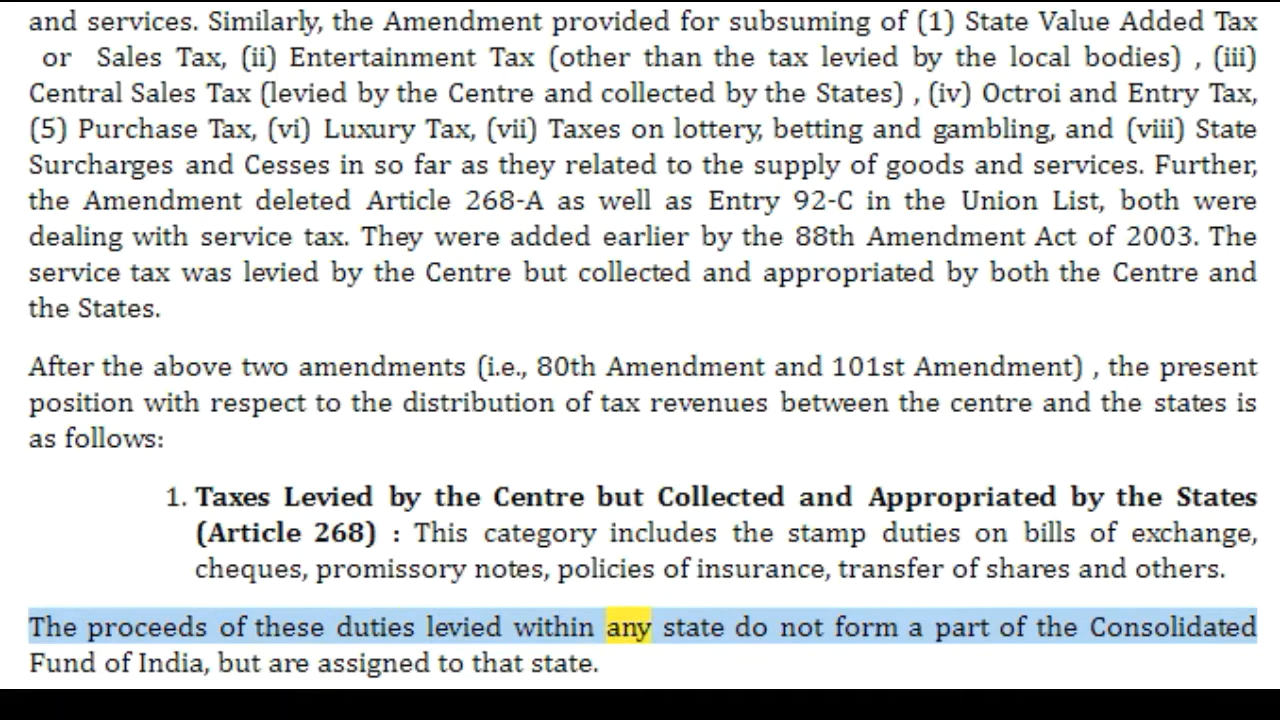 and services. Similarly, the Amendment provided for subsuming of (1) State Value Added Tax
or Sales Tax, (ii) Entertainment Tax (other than the tax levied by the local bodies) , (iii)
Central Sales Tax (levied by the Centre and collected by the States) , (iv) Octroi and Entry Tax,
(5) Purchase Tax, (vi) Luxury Tax, (vii) Taxes on lottery, betting and gambling, and (viii) State
Surcharges and Cesses in so far as they related to the supply of goods and services. Further,
the Amendment deleted Article 268-A as well as Entry 92-C in the Union List, both were
dealing with service tax. They were added earlier by the 88th Amendment Act of 2003. The
service tax was levied by the Centre but collected and appropriated by both the Centre and
the States.
After the above two amendments (i.e., 80th Amendment and 101st Amendment) , the present
position with respect to the distribution of tax revenues between the centre and the states is
as follows:
1. Taxes Levied by the Centre but Collected and Appropriated by the States
(Article 268) : This category includes the stamp duties on bills of exchange,
cheques, promissory notes, policies of insurance, transfer of shares and others.
The proceeds of these duties levied within any state do not form a part of the Consolidated
Fund of India, but are assigned to that state.